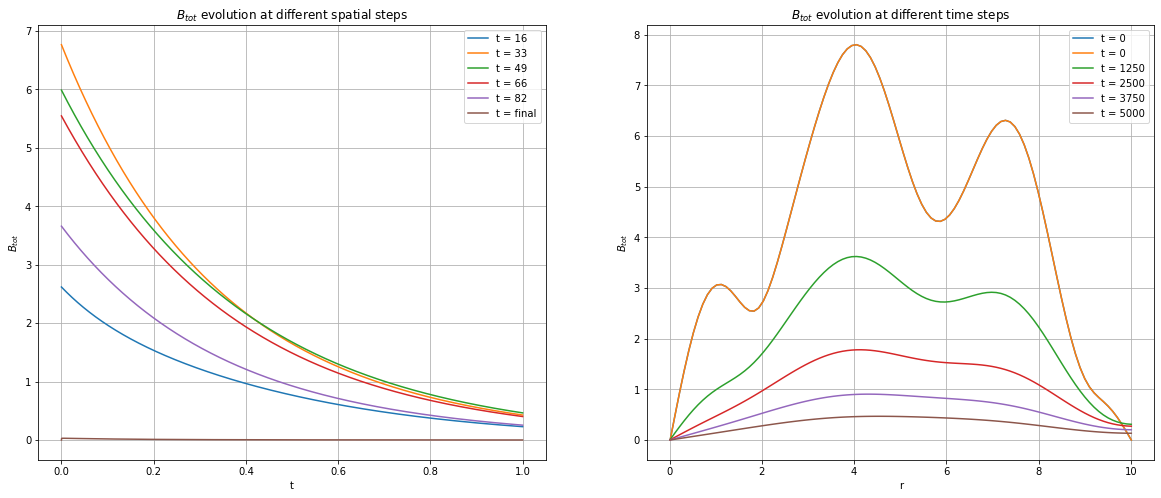 B_tot evolution at different spatial steps
7
6
5
4
3
2
1
0
B_tot
0.0 0.2 0.4 0.6 0.8 1.0
t
t = 16
t = 33
t = 49
t = 66
t = 82
t = final
B_tot evolution at different time steps
8
7
6
5
4
3
2
1
0
B_tot
0 2 4 6 8 10
r
t = 0
t = 0
t = 1250
t = 2500
t = 3750
t = 5000